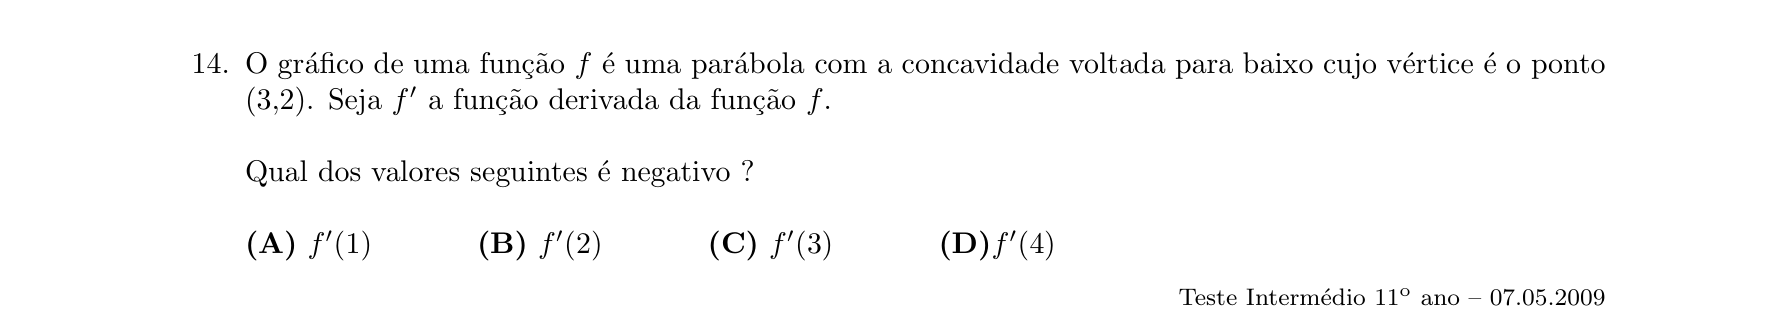 14. O gráfico de uma função f é uma parábola com a concavidade voltada para baixo cujo vértice é o ponto
(3,2). Seja f′ a função derivada da função f.
Qual dos valores seguintes é negativo ?
(A) f′(1) (B) f′(2) (C) f′(3) (D)f′(4)
Teste Intermédio 11º ano – 07.05.2009